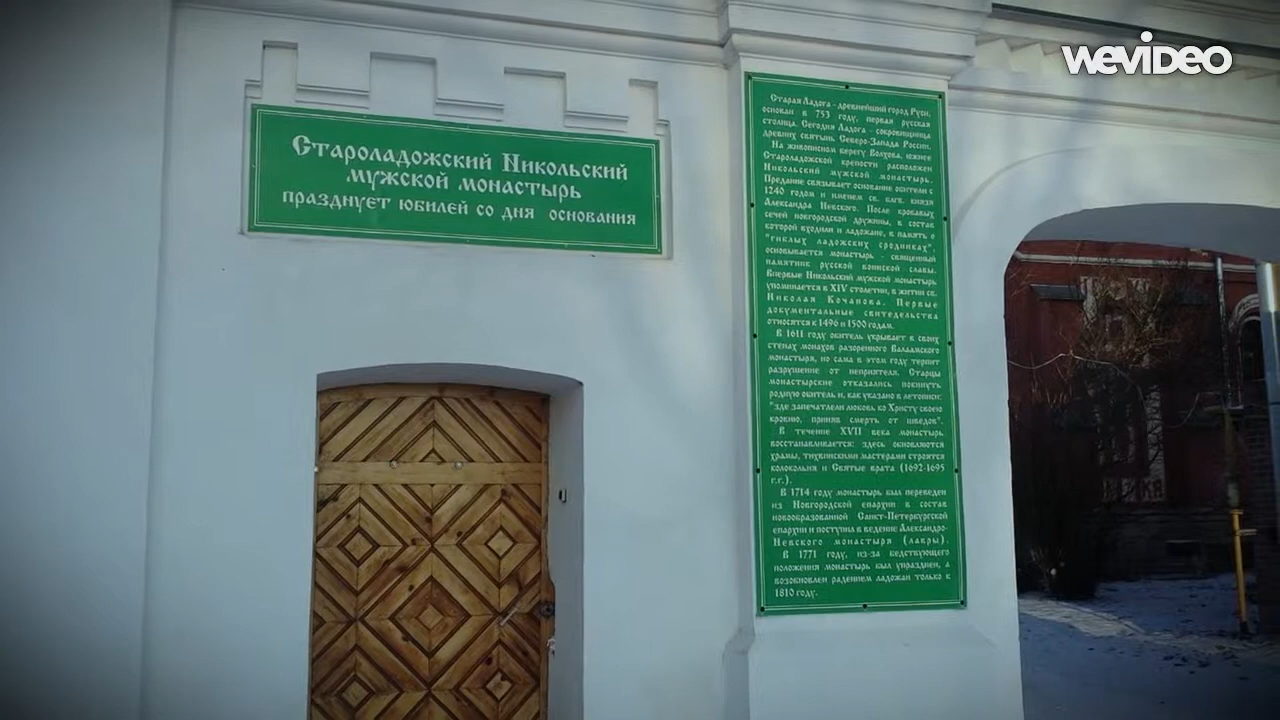 WEVIDEO
Староладожский Никольский
мужской монастырь
празднует юбилей со дня основания
Старая Ладога - древнейший город Руси,
основан в 753 году, первая русская
столица. Сегодня Ладога - сокровищница
древних святынь Северо-Запада России.
На живописном берегу Волхова, южнее
Староладожской крепости расположен
Никольский мужской монастырь.
Предание связывает основание обители с
1240 годом и именем св. блгв. князя
Александра Невского. После кровавых
сечей новгородской дружины, в состав
которой входили и ладожане, в память о
"гиблых ладожских сродниках",
основывается монастырь - священный
памятник русской воинской славы.
Впервые Никольский мужской монастырь
упоминается в XIV столетии, в житии св.
Николая Кочанова. Первые
документальные свитедельства
относятся к 1496 и 1500 годам.
В 1611 году обитель укрывает в своих
стенах монахов разоренного Валаамского
монастыря, но сама в этом году терпит
разрушение от неприятеля. Старцы
монастырские отказались покинуть
родную обитель и, как указано в летописи:
"зде запечатлели любовь ко Христу своею
кровию, приняв смерть от шведов".
В течение XVII века монастырь
восстанавливается: здесь обновляются
храмы, тихвинскими мастерами строятся
колокольня и Святые врата (1692-1695
г.г.).
В 1714 году монастырь был переведен
из Новгородской епархии в состав
новообразованной Санкт-Петербургской
епархии и поступил в ведение Александро-
Невского монастыря (лавры).
В 1771 году, из-за бедствующего
положения монастырь был упразднен, а
возобновлен радением ладожан только к
1810 году.